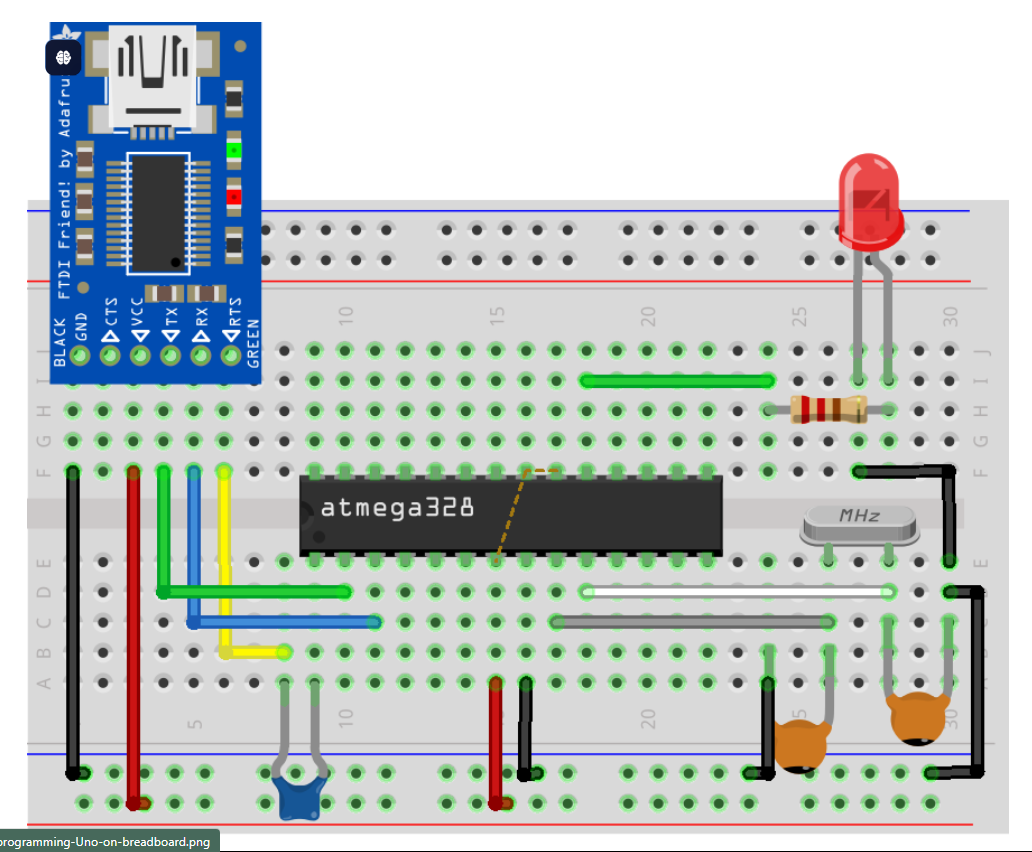 FTDI Friend! by Adafru
BLACK
GND
CTS
VCC
TX
RX
RTS
GREEN
10
15
20
25
30
J
J
I
I
H
H
G
G
F
F
atmega328
MHz
E
E
D
C
C
B
B
A
A
5
10
20
30
programming-Uno-on-breadboard.png